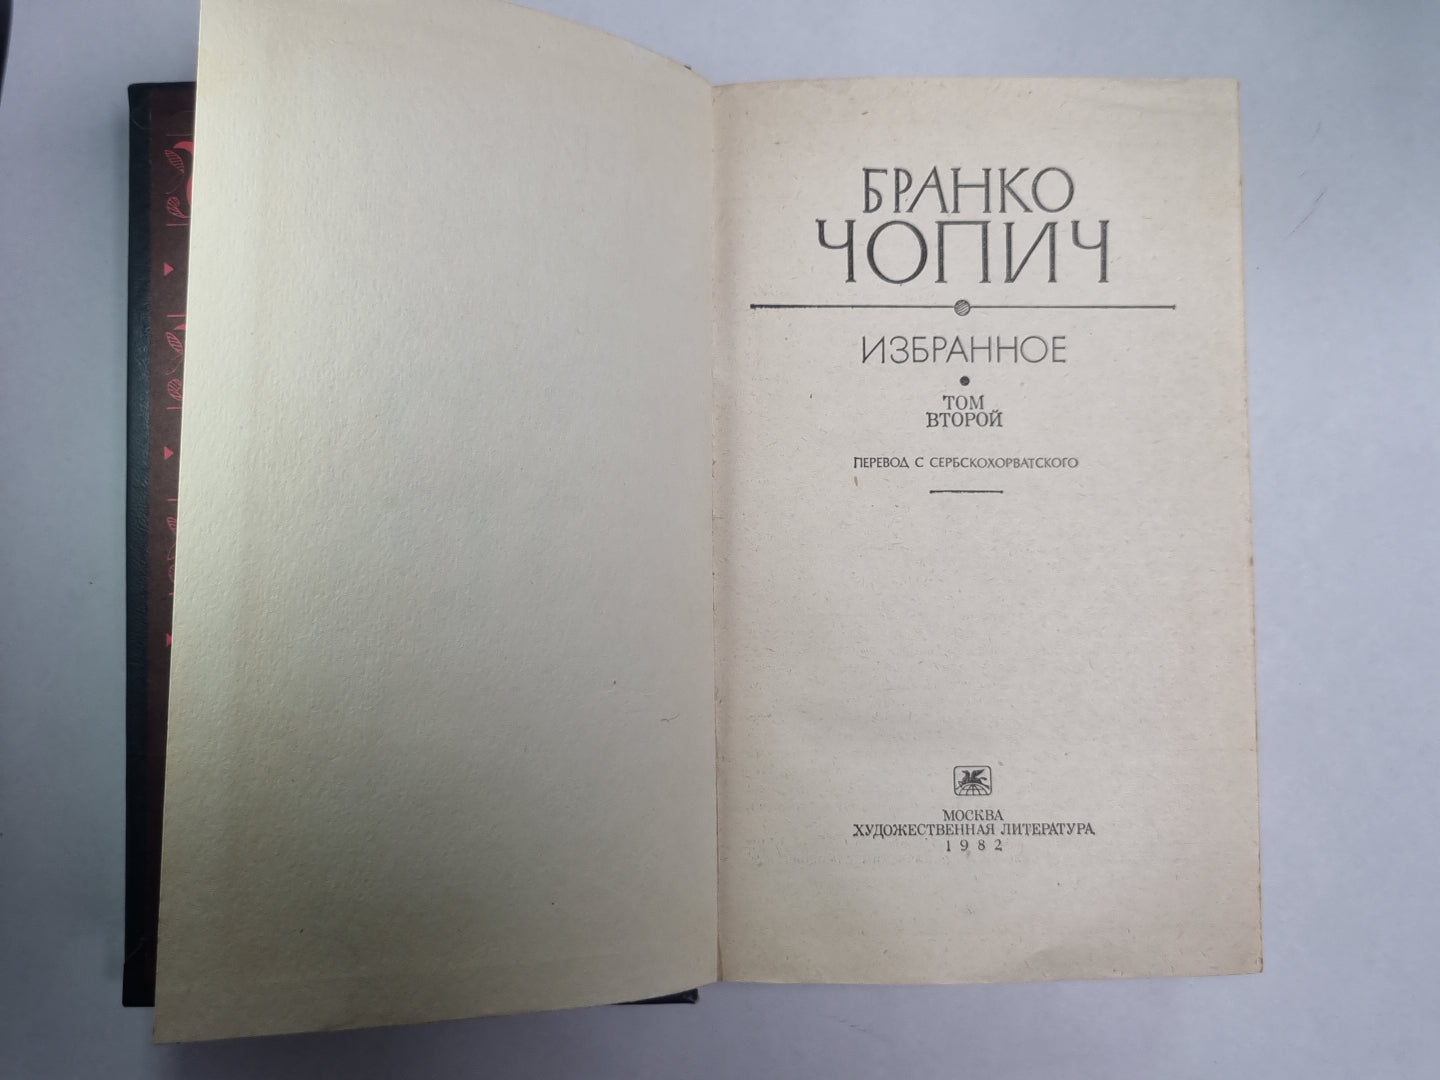 БРАНКО
ЧОПИЧ
ИЗБРАННОЕ
ТОМ
ВТОРОЙ
ПЕРЕВОД С СЕРБСКОХОРВАТСКОГО
МОСКВА
ХУДОЖЕСТВЕННАЯ ЛИТЕРАТУРА
1982